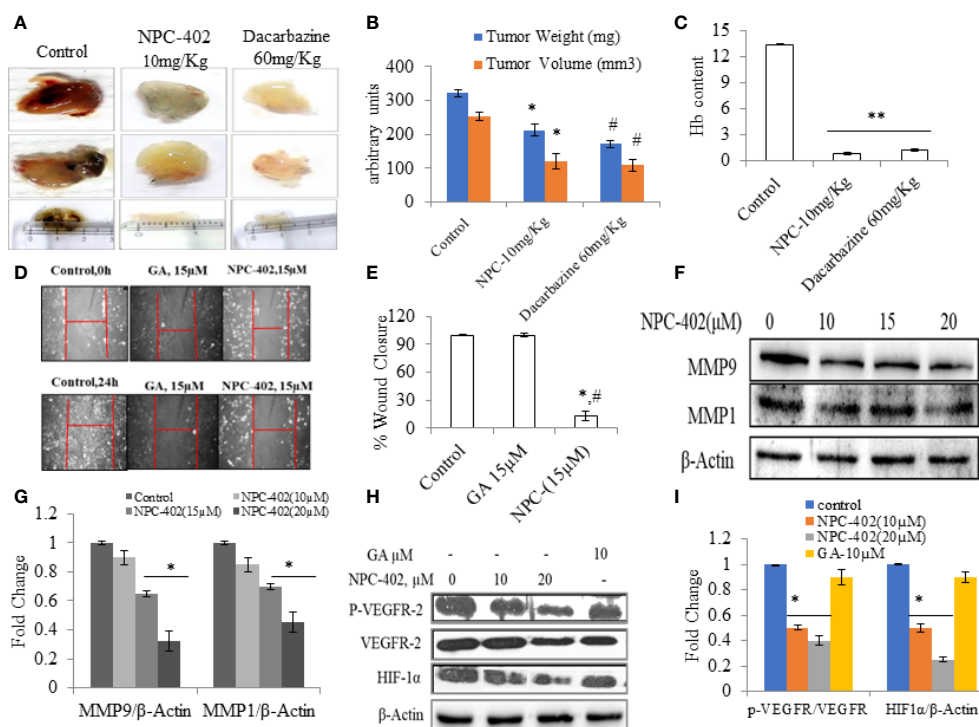 A
Control
NPC-402
10mg/Kg
Dacarbazine
60mg/Kg
B
Tumor Weight (mg)
Tumor Volume (mm3)
arbitrary units
400
300
200
100
0
*
*
#
#
Control
NPC-10mg/Kg
Dacarbazine 60mg/Kg
C
Hb content
15
12
9
6
3
0
**
Control
NPC-10mg/Kg
Dacarbazine 60mg/Kg
D
Control,0h
GA, 15µM
NPC-402,15µM
Control,24h
GA, 15µM
NPC-402, 15µM
E
% Wound Closure
120
90
60
30
0
*,#
Control
GA 15µM
NPC-(15µM)
F
NPC-402(µM)
0 10 15 20
MMP9
MMP1
β-Actin
G
Control
NPC-402(10µM)
NPC-402(15µM)
NPC-402(20µM)
Fold Change
1.2
1
0.8
0.6
0.4
0.2
0
*
*
MMP9/β-Actin
MMP1/β-Actin
H
GA µM - - - 10
NPC-402, µM 0 10 20 -
P-VEGFR-2
VEGFR-2
HIF-1α
β-Actin
I
control
NPC-402(10µM)
NPC-402(20µM)
GA-10µM
Fold Change
1.2
1
0.8
0.6
0.4
0.2
0
*
*
p-VEGFR/VEGFR
HIF1α/β-Actin